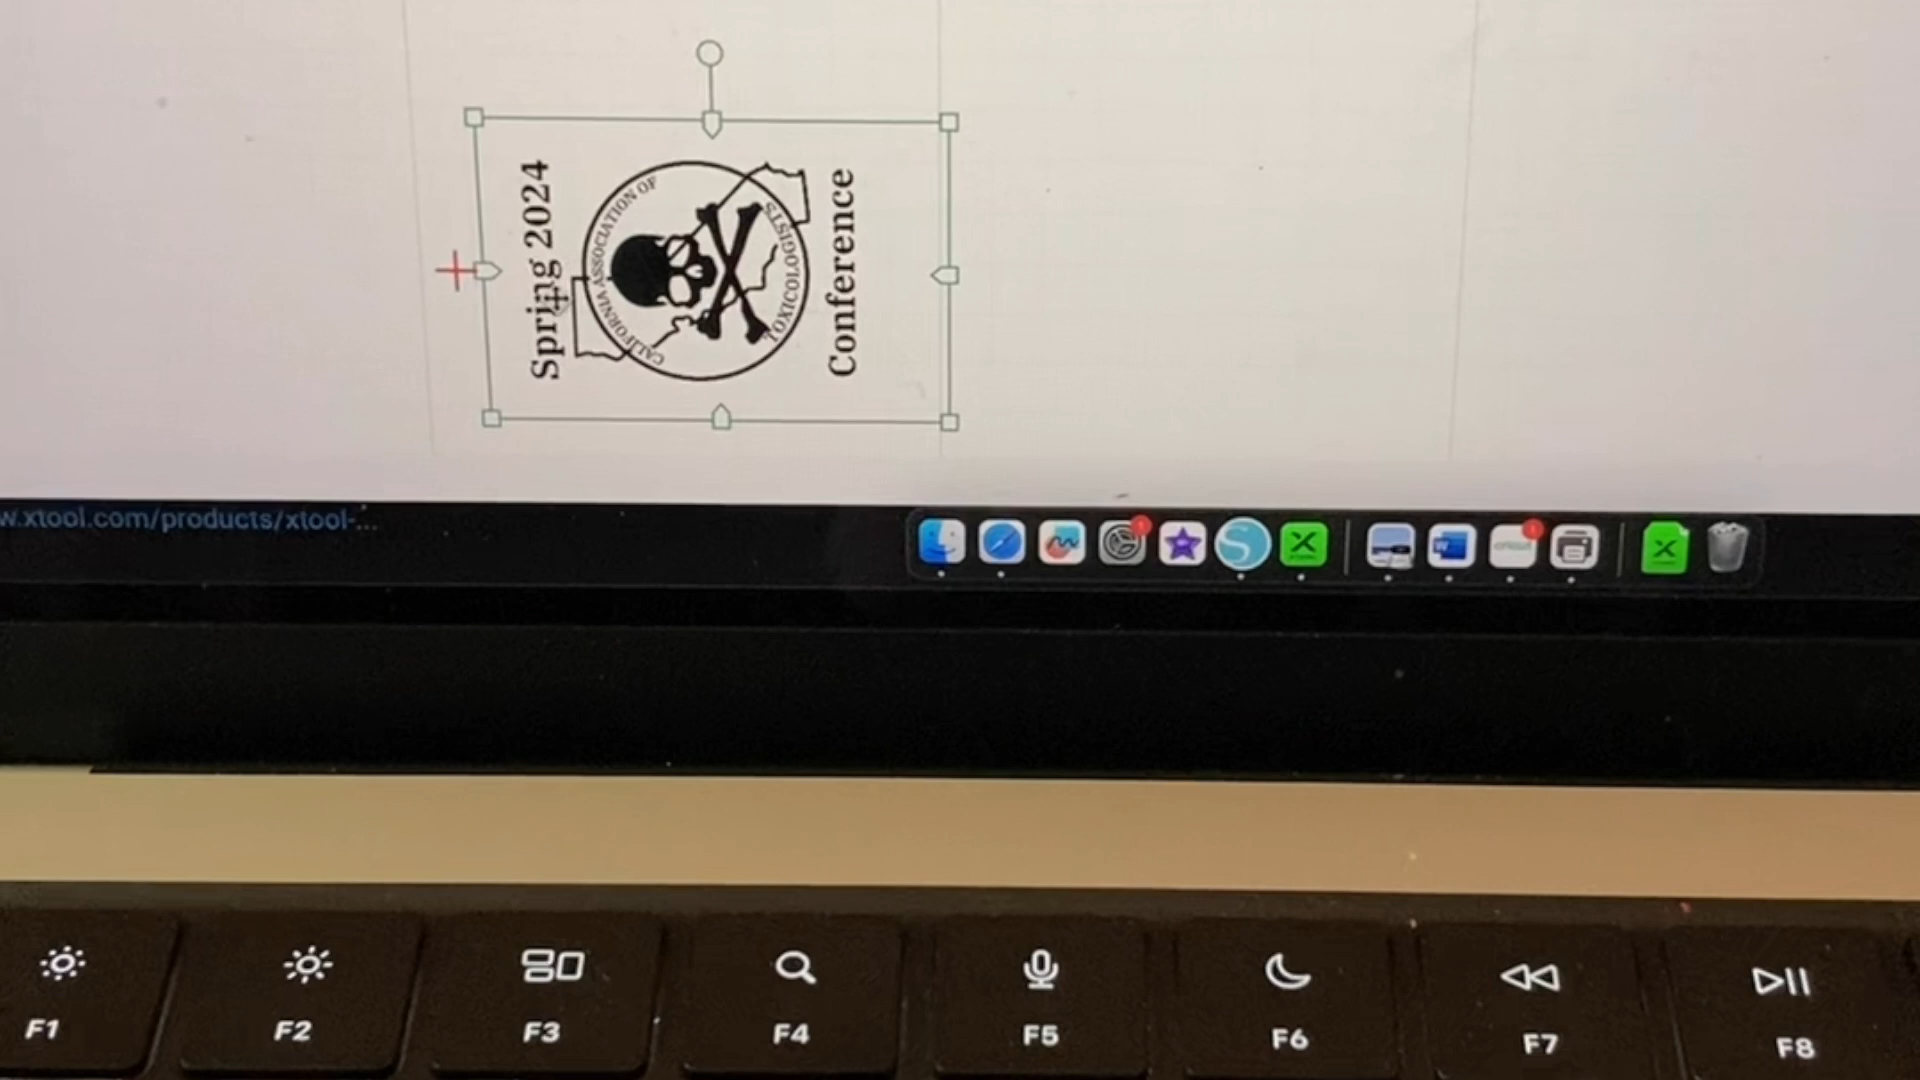 Spring 2024
CALIFORNIA ASSOCIATION OF
TOXICOLOGISTS
Conference
w.xtool.com/products/xtool-...
F1
F2
F3
F4
F5
F6
F7
F8